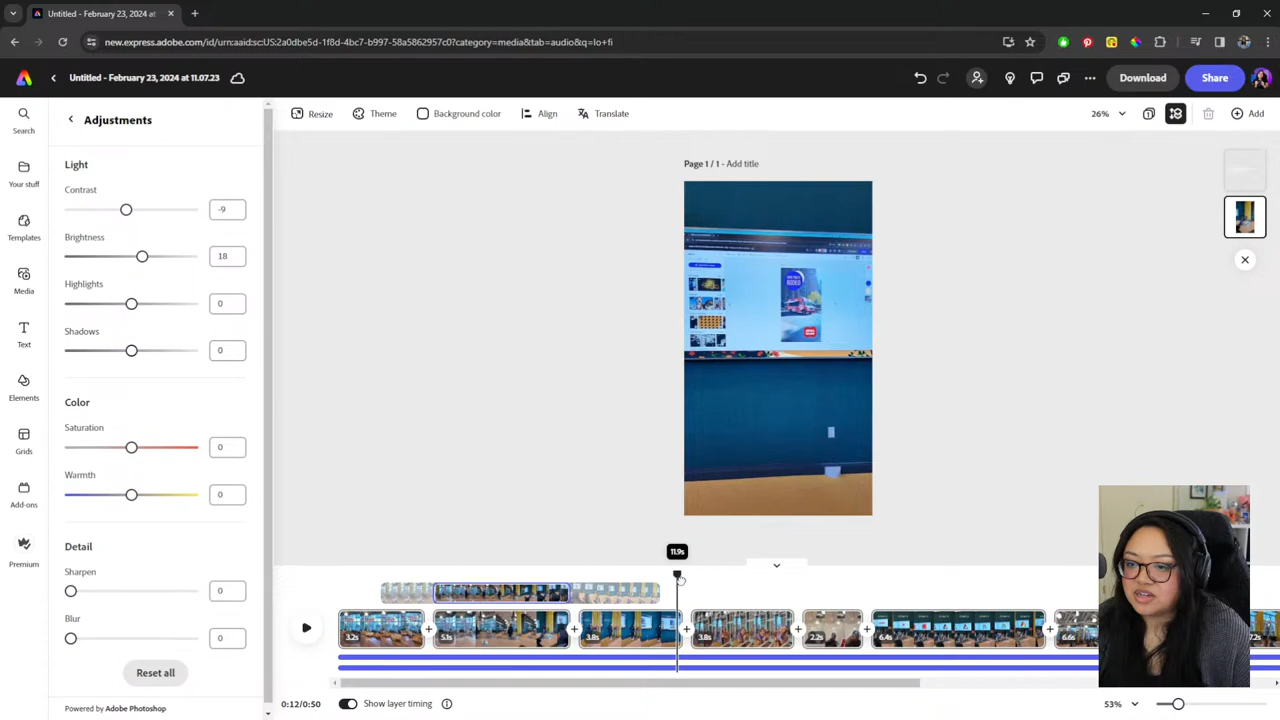 Untitled - February 23, 2024 at
new.express.adobe.com/id/urn:aaid:sc:US:2a0dbe5d-1f8d-4bc7-b997-58a5862957c0?category=media&tab=audio&q=lo+fi
Untitled - February 23, 2024 at 11.07.23
Download
Share
Search
Your stuff
Templates
Media
Text
Elements
Grids
Add-ons
Premium
Adjustments
Light
Contrast
-9
Brightness
18
Highlights
0
Shadows
0
Color
Saturation
0
Warmth
0
Detail
Sharpen
0
Blur
0
Reset all
Powered by Adobe Photoshop
Resize
Theme
Background color
Align
Translate
26%
Add
Page 1 / 1 - Add title
11.9s
3.2s
5.1s
3.8s
3.8s
2.2s
6.4s
6.6s
7.2s
0:12/0:50
Show layer timing
53%